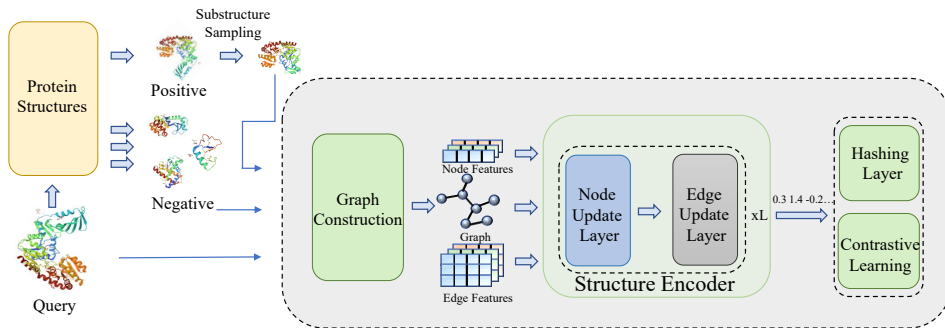 Substructure
Sampling
Protein
Structures
Positive
Negative
Query
Graph
Construction
Node Features
Graph
Edge Features
Node
Update
Layer
Edge
Update
Layer
xL
Structure Encoder
0.3 1.4 -0.2...
Hashing
Layer
Contrastive
Learning